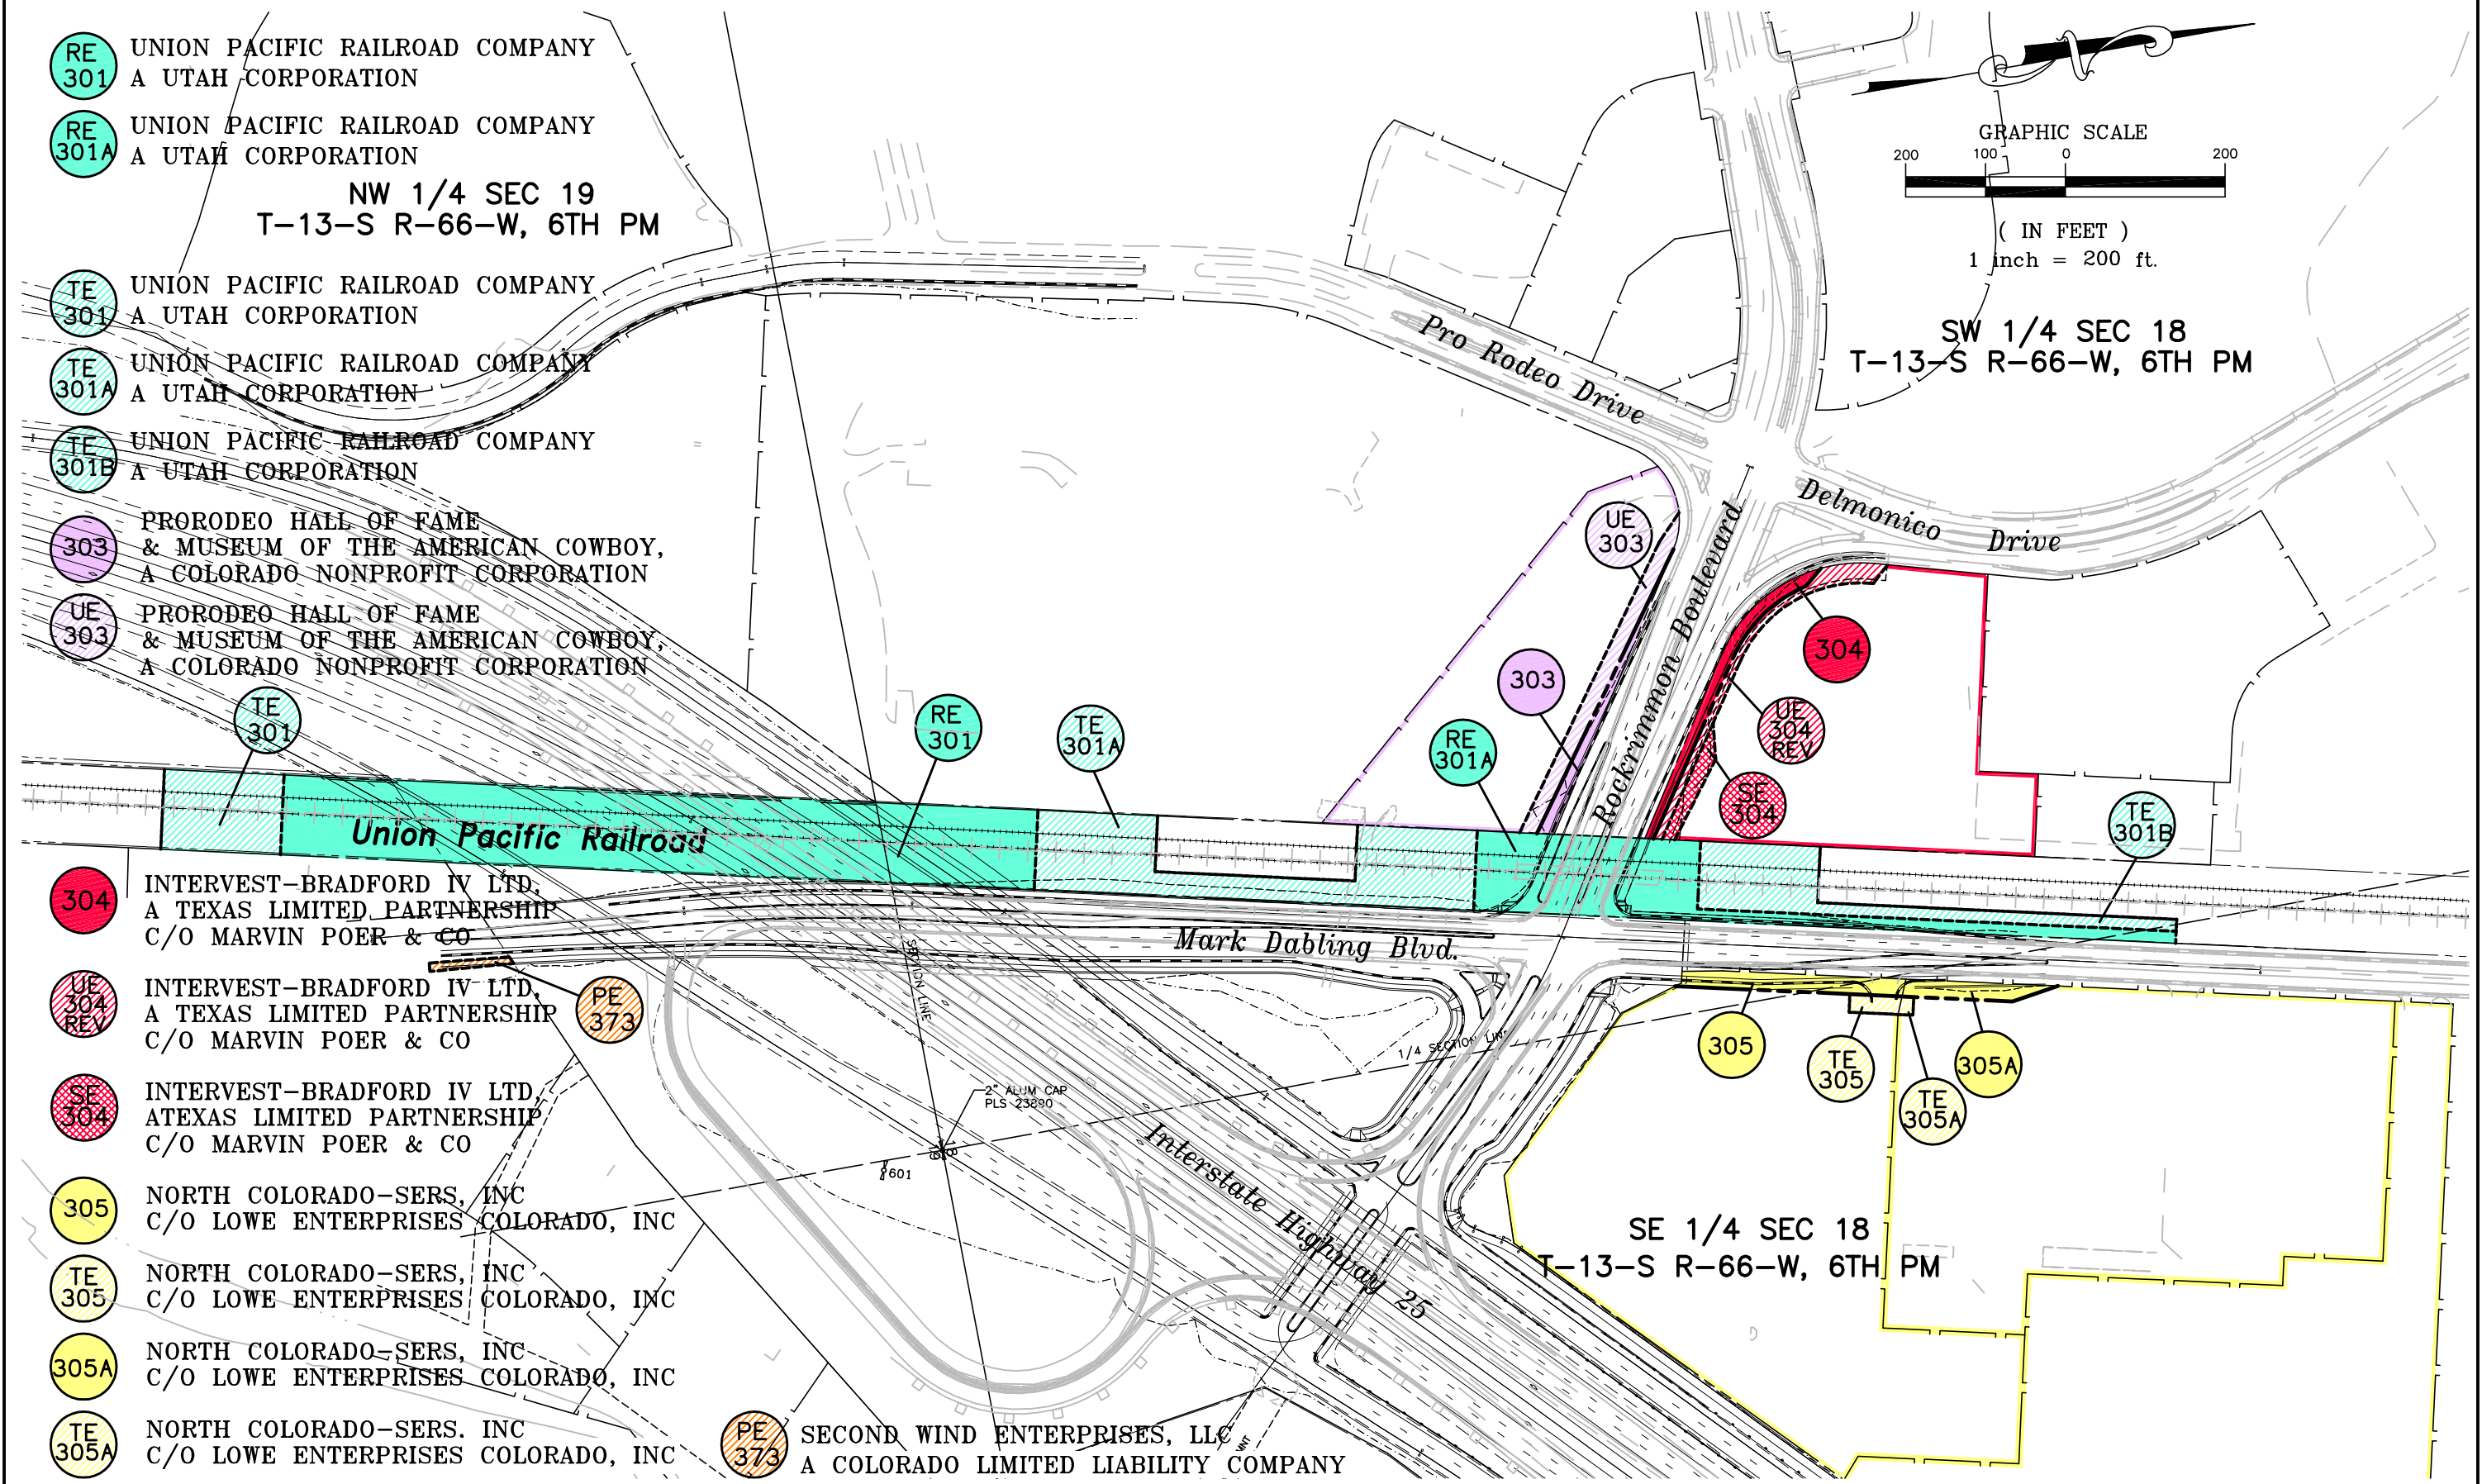 RE
301
UNION PACIFIC RAILROAD COMPANY
A UTAH CORPORATION
RE
301A
UNION PACIFIC RAILROAD COMPANY
A UTAH CORPORATION
NW 1/4 SEC 19
T-13-S R-66-W, 6TH PM
TE
301
UNION PACIFIC RAILROAD COMPANY
A UTAH CORPORATION
TE
301A
UNION PACIFIC RAILROAD COMPANY
A UTAH CORPORATION
TE
301B
UNION PACIFIC RAILROAD COMPANY
A UTAH CORPORATION
303
PRORODEO HALL OF FAME
& MUSEUM OF THE AMERICAN COWBOY,
A COLORADO NONPROFIT CORPORATION
UE
303
PRORODEO HALL OF FAME
& MUSEUM OF THE AMERICAN COWBOY,
A COLORADO NONPROFIT CORPORATION
GRAPHIC SCALE
200 100 0 200
( IN FEET )
1 inch = 200 ft.
SW 1/4 SEC 18
T-13-S R-66-W, 6TH PM
Pro Rodeo Drive
Delmonico Drive
Rockrimmon Boulevard
UE
303
303
304
UE
304
REV
SE
304
TE
301
RE
301
TE
301A
RE
301A
TE
301B
Union Pacific Railroad
Mark Dabling Blvd.
304
INTERVEST-BRADFORD IV LTD,
A TEXAS LIMITED PARTNERSHIP
C/O MARVIN POER & CO
UE
304
REV
INTERVEST-BRADFORD IV LTD,
A TEXAS LIMITED PARTNERSHIP
C/O MARVIN POER & CO
SE
304
INTERVEST-BRADFORD IV LTD,
ATEXAS LIMITED PARTNERSHIP
C/O MARVIN POER & CO
305
NORTH COLORADO-SERS, INC
C/O LOWE ENTERPRISES COLORADO, INC
TE
305
NORTH COLORADO-SERS, INC
C/O LOWE ENTERPRISES COLORADO, INC
305A
NORTH COLORADO-SERS, INC
C/O LOWE ENTERPRISES COLORADO, INC
TE
305A
NORTH COLORADO-SERS. INC
C/O LOWE ENTERPRISES COLORADO, INC
PE
373
SECTION LINE
1/4 SECTION LINE
2" ALUM CAP
PLS 23890
18
19
601
Interstate Highway 25
305
TE
305
TE
305A
305A
SE 1/4 SEC 18
T-13-S R-66-W, 6TH PM
PE
373
SECOND WIND ENTERPRISES, LLC
A COLORADO LIMITED LIABILITY COMPANY